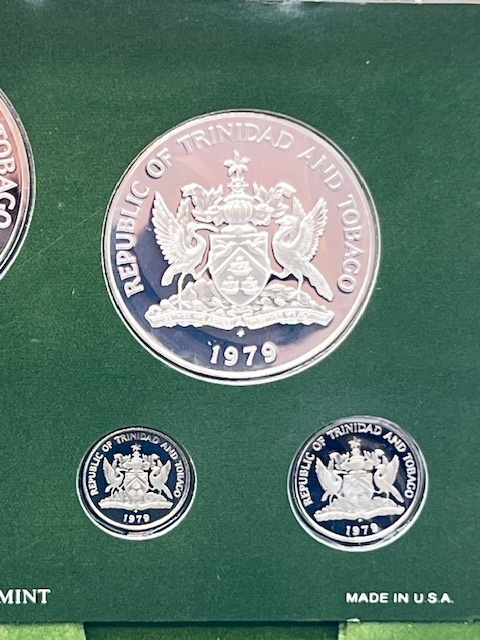 TOBAGO
REPUBLIC OF TRINIDAD AND TOBAGO
1979
REPUBLIC OF TRINIDAD AND TOBAGO
1979
REPUBLIC OF TRINIDAD AND TOBAGO
1979
MINT
MADE IN U.S.A.